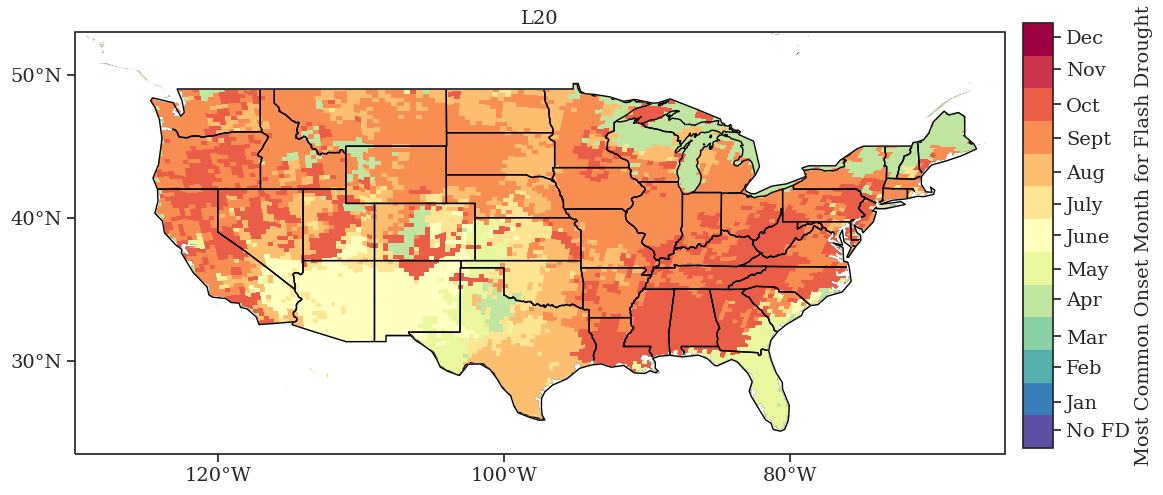 L20
50°N
40°N
30°N
120°W
100°W
80°W
Dec
Nov
Oct
Sept
Aug
July
June
May
Apr
Mar
Feb
Jan
No FD
Most Common Onset Month for Flash Drought